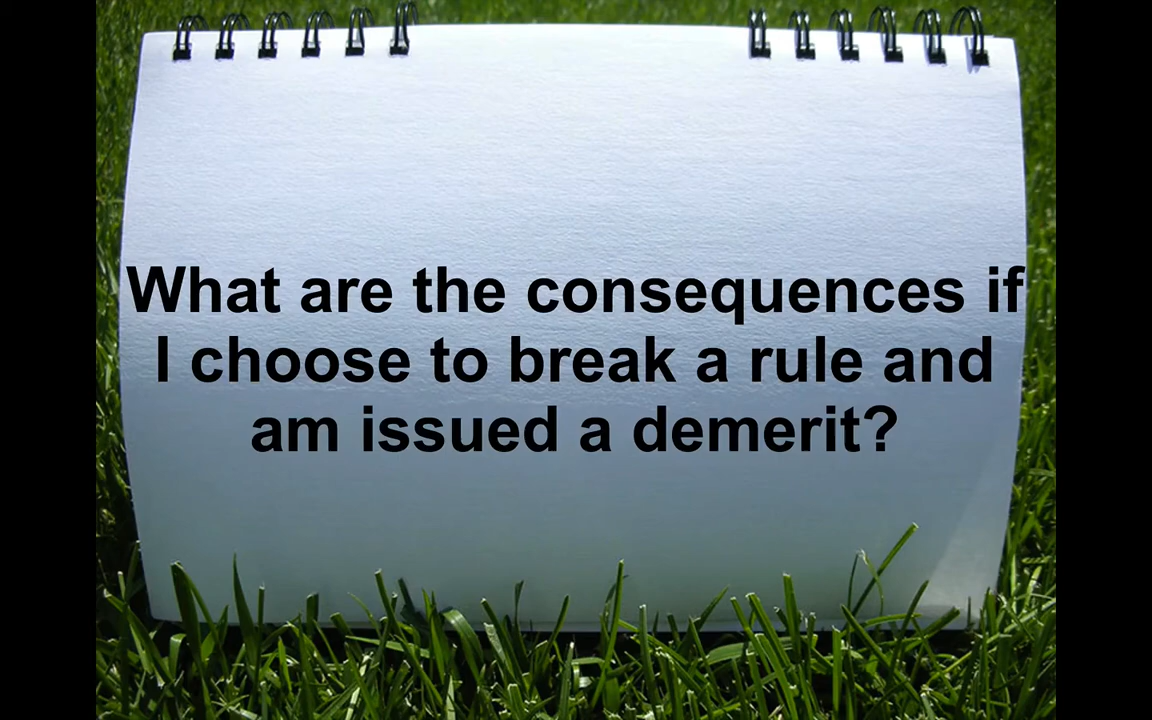 What are the consequences if
I choose to break a rule and
am issued a demerit?